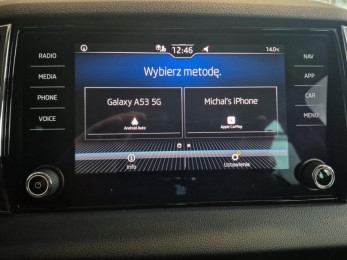 RADIO
MEDIA
PHONE
VOICE
12:46
14.0
Wybierz metodę.
Galaxy A53 5G
Android Auto
Michał's iPhone
Apple CarPlay
Info
Ustawienia
NAV
APP
CAR
MENU